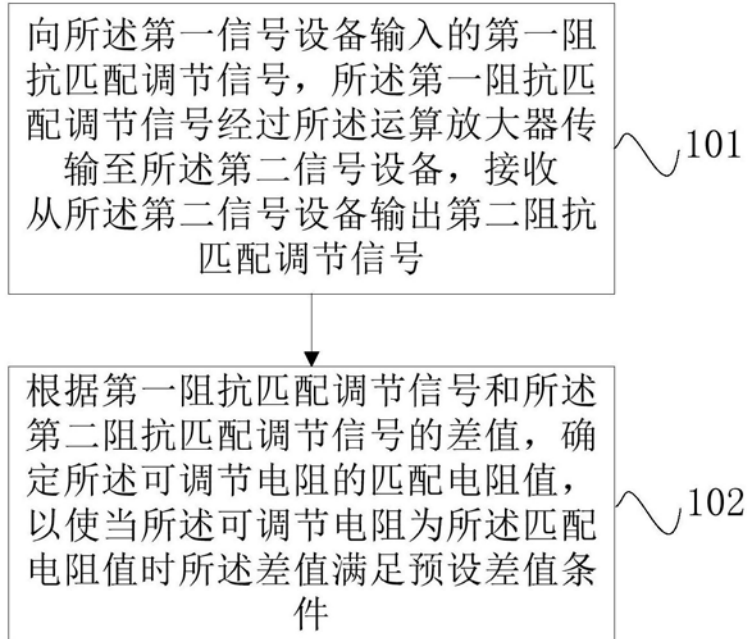 向所述第一信号设备输入的第一阻
抗匹配调节信号，所述第一阻抗匹
配调节信号经过所述运算放大器传
输至所述第二信号设备，接收
从所述第二信号设备输出第二阻抗
匹配调节信号
101
根据第一阻抗匹配调节信号和所述
第二阻抗匹配调节信号的差值，确
定所述可调节电阻的匹配电阻值，
以使当所述可调节电阻为所述匹配
电阻值时所述差值满足预设差值条
件
102